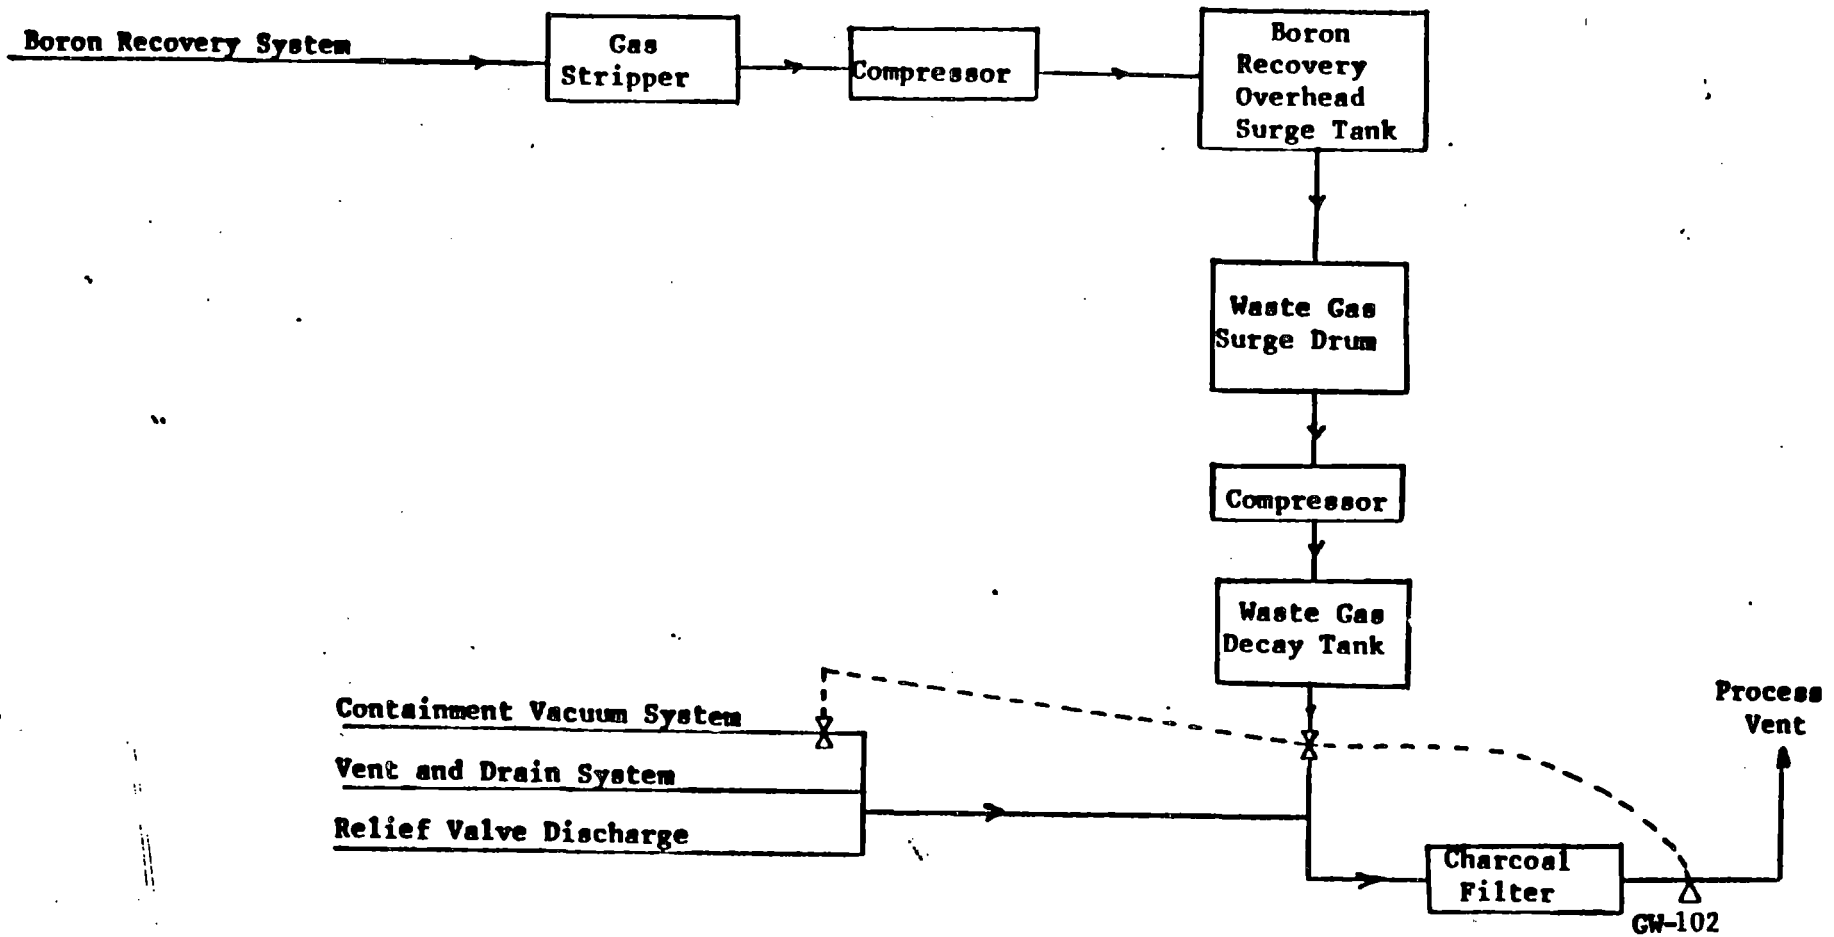 Boron Recovery System
Gas
Stripper
Compressor
Boron
Recovery
Overhead
Surge Tank
Waste Gas
Surge Drum
Compressor
Waste Gas
Decay Tank
Containment Vacuum System
Vent and Drain System
Relief Valve Discharge
Process
Vent
Charcoal
Filter
GW-102